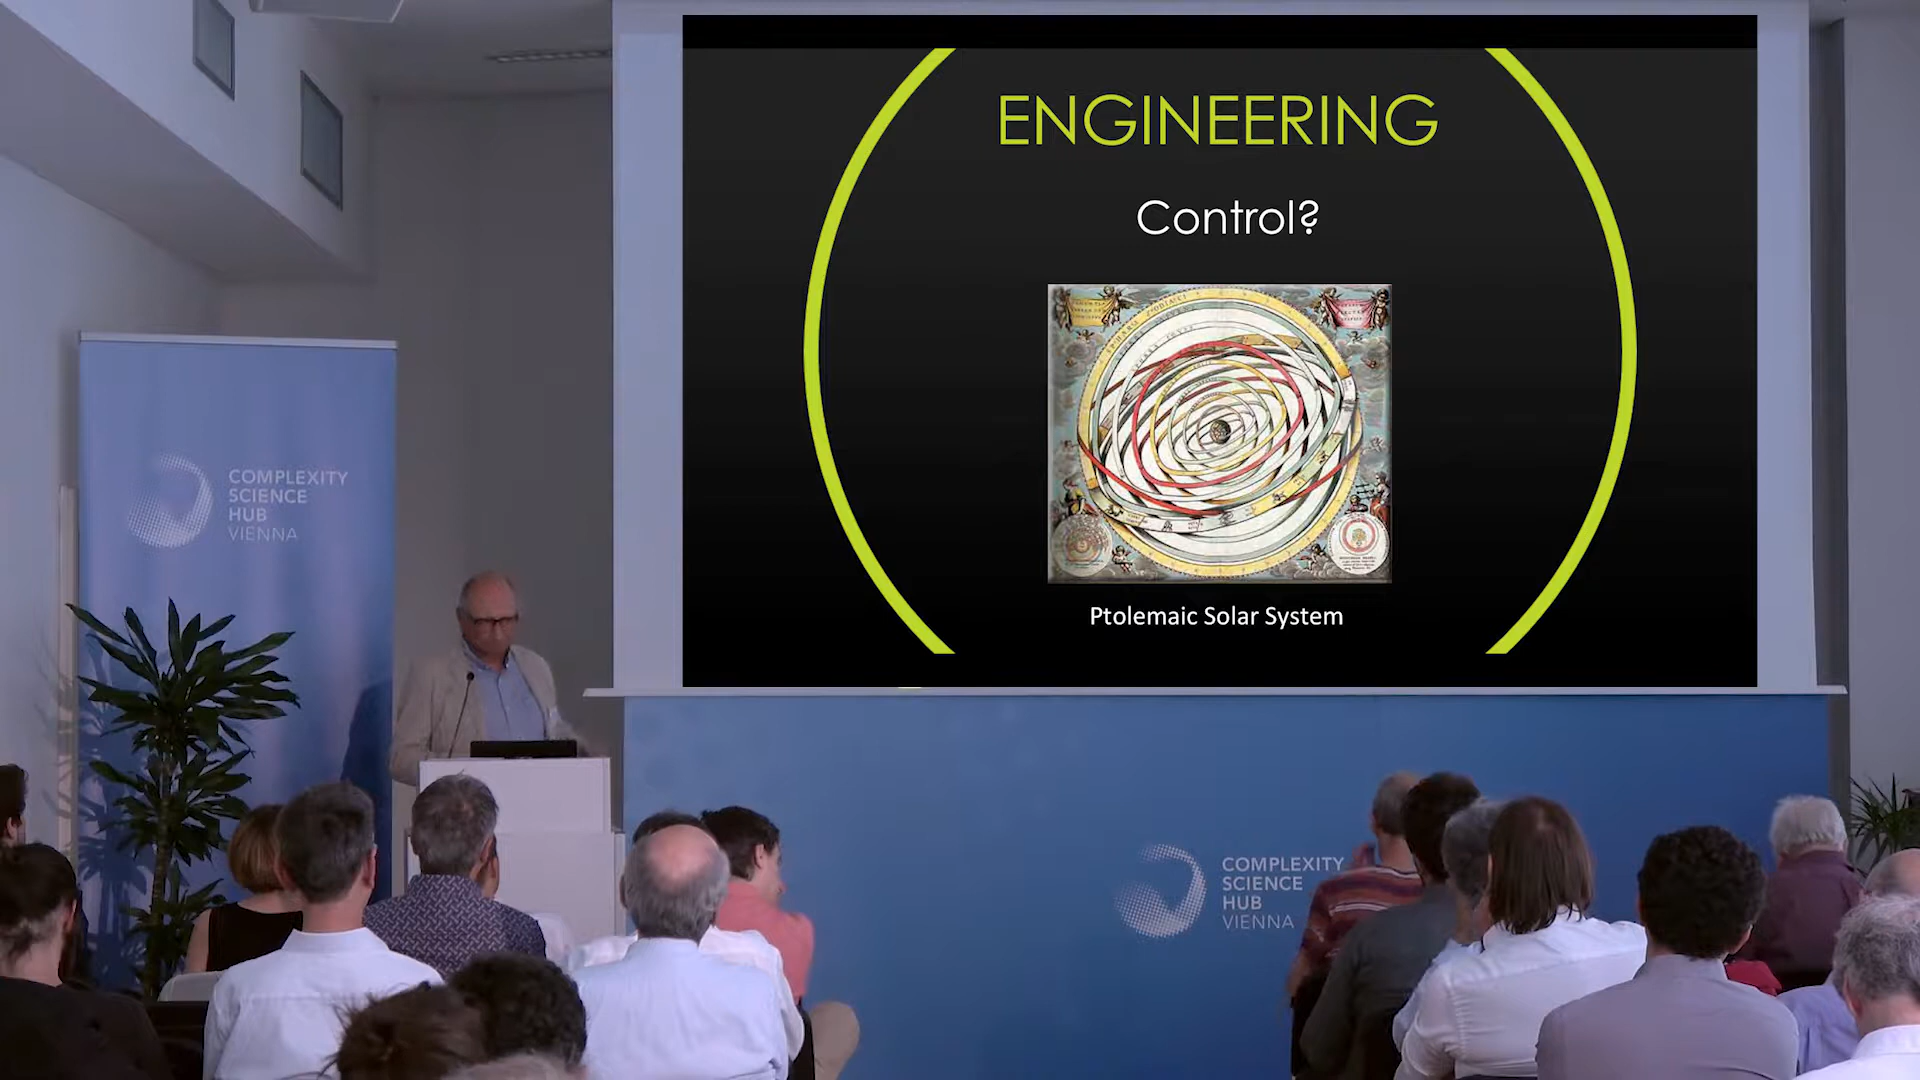 ENGINEERING
Control?
Ptolemaic Solar System
COMPLEXITY
SCIENCE
HUB
VIENNA
COMPLEXITY
SCIENCE
HUB
VIENNA